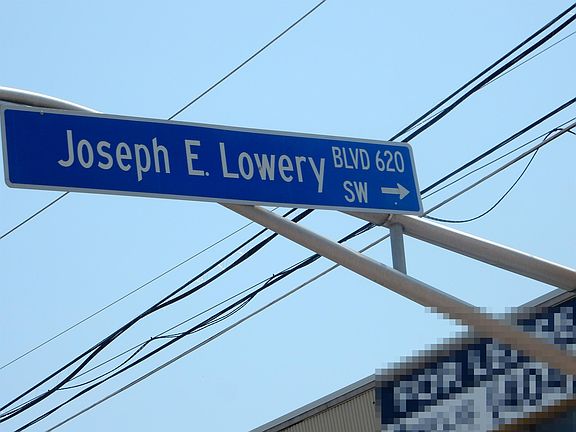 Joseph E. Lowery BLVD 620
SW →